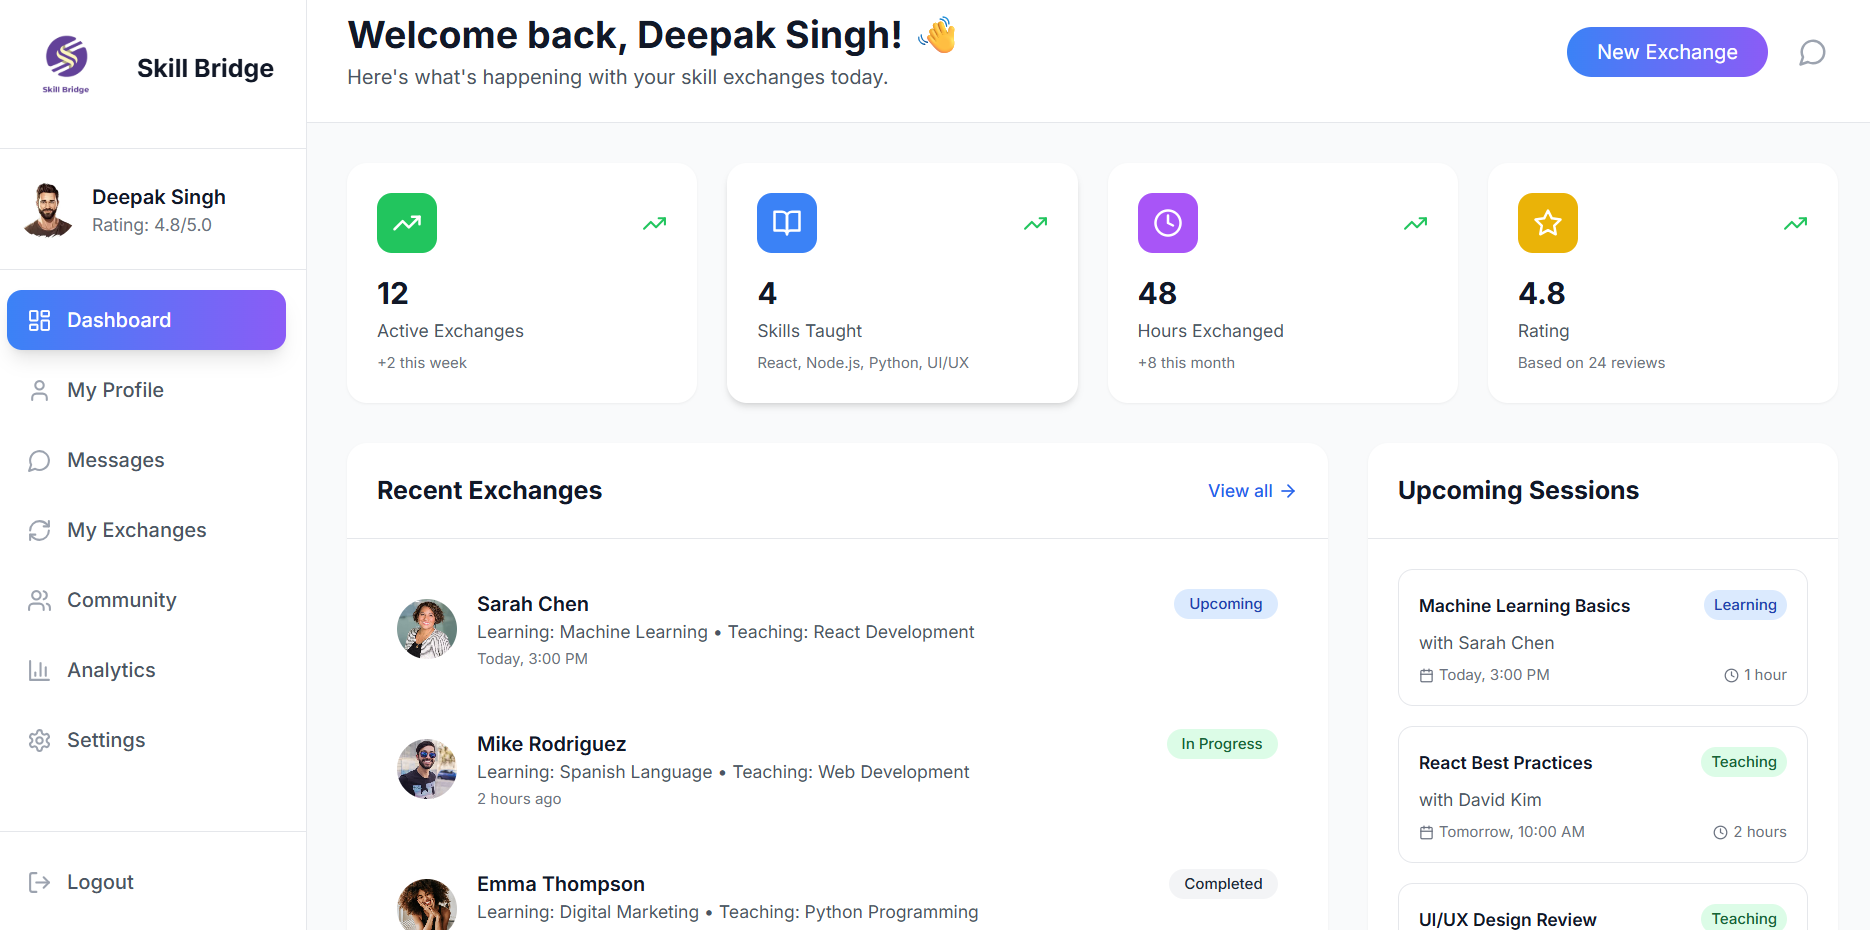 Skill Bridge
Skill Bridge
Deepak Singh
Rating: 4.8/5.0
Dashboard
My Profile
Messages
My Exchanges
Community
Analytics
Settings
Logout
Welcome back, Deepak Singh! 👋
Here's what's happening with your skill exchanges today.
New Exchange
12
Active Exchanges
+2 this week
4
Skills Taught
React, Node.js, Python, UI/UX
48
Hours Exchanged
+8 this month
4.8
Rating
Based on 24 reviews
Recent Exchanges
View all →
Sarah Chen
Upcoming
Learning: Machine Learning • Teaching: React Development
Today, 3:00 PM
Mike Rodriguez
In Progress
Learning: Spanish Language • Teaching: Web Development
2 hours ago
Emma Thompson
Completed
Learning: Digital Marketing • Teaching: Python Programming
Upcoming Sessions
Machine Learning Basics
Learning
with Sarah Chen
Today, 3:00 PM
1 hour
React Best Practices
Teaching
with David Kim
Tomorrow, 10:00 AM
2 hours
UI/UX Design Review
Teaching